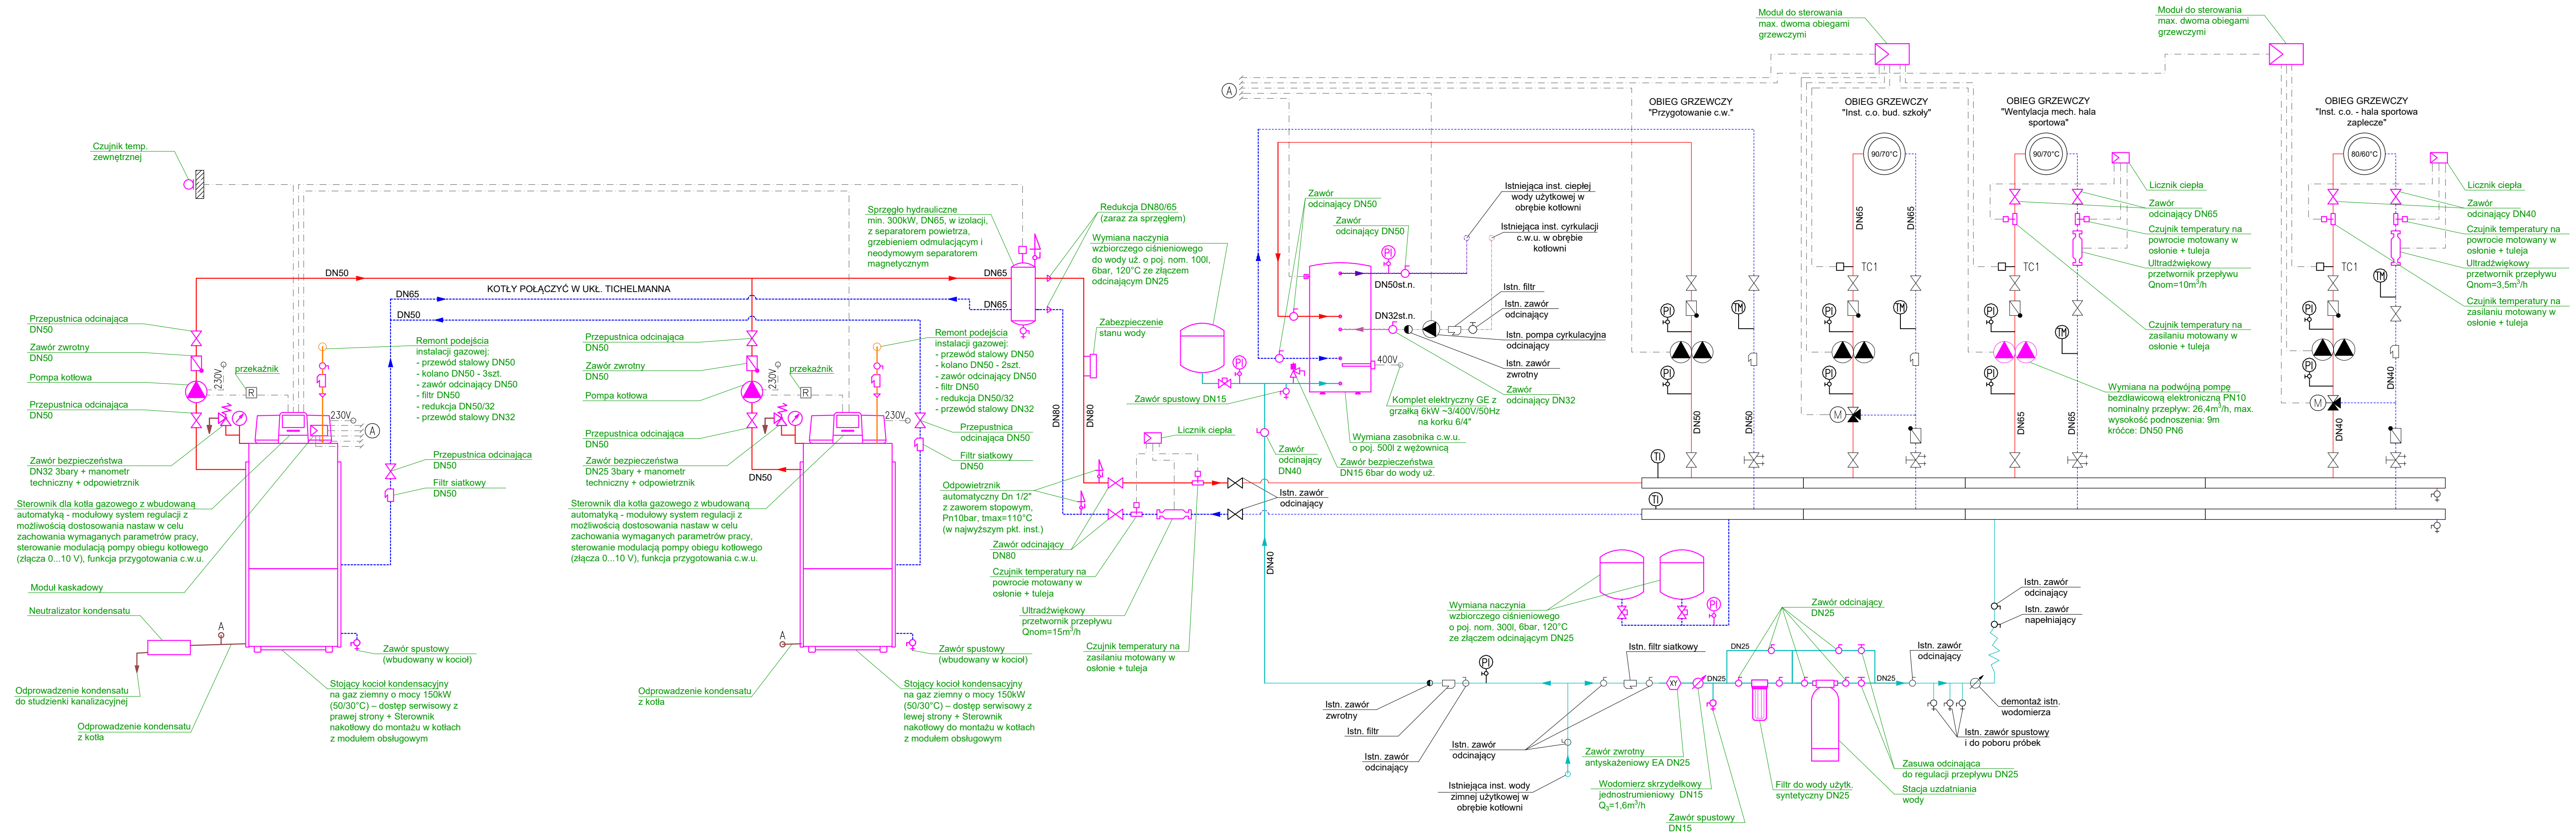 Moduł do sterowania
max. dwoma obiegami
grzewczymi
Moduł do sterowania
max. dwoma obiegami
grzewczymi
A
OBIEG GRZEWCZY
"Przygotowanie c.w."
OBIEG GRZEWCZY
"Inst. c.o. bud. szkoły"
OBIEG GRZEWCZY
"Wentylacja mech. hala
sportowa"
OBIEG GRZEWCZY
"Inst. c.o. - hala sportowa
zaplecze"
90/70°C
90/70°C
80/60°C
Czujnik temp.
zewnętrznej
Sprzęgło hydrauliczne
min. 300kW, DN65, w izolacji,
z separatorem powietrza,
grzebieniem odmulającym i
neodymowym separatorem
magnetycznym
Redukcja DN80/65
(zaraz za sprzęgłem)
Wymiana naczynia
wzbiorczego ciśnieniowego
do wody uż. o poj. nom. 100l,
6bar, 120°C ze złączem
odcinającym DN25
Zawór
odcinający DN50
Zawór
odcinający DN50
Istniejąca inst. ciepłej
wody użytkowej w
obrębie kotłowni
Istniejąca inst. cyrkulacji
c.w.u. w obrębie
kotłowni
Licznik ciepła
Zawór
odcinający DN65
Czujnik temperatury na
powrocie motowany w
osłonie + tuleja
Ultradźwiękowy
przetwornik przepływu
Qnom=10m³/h
Czujnik temperatury na
zasilaniu motowany w
osłonie + tuleja
Licznik ciepła
Zawór
odcinający DN40
Czujnik temperatury na
powrocie motowany w
osłonie + tuleja
Ultradźwiękowy
przetwornik przepływu
Qnom=3,5m³/h
Czujnik temperatury na
zasilaniu motowany w
osłonie + tuleja
DN65
DN65
TC1
TC1
TC1
DN50
DN65
DN65
KOTŁY POŁĄCZYĆ W UKŁ. TICHELMANNA
DN65
DN50
PI
DN50st.n.
DN32st.n.
Istn. filtr
Istn. zawór
odcinający
Istn. pompa cyrkulacyjna
odcinający
Istn. zawór
zwrotny
Zawór
odcinający DN32
400V
Komplet elektryczny GE z
grzałką 6kW ~3/400V/50Hz
na korku 6/4"
Wymiana zasobnika c.w.u.
o poj. 500l z wężownicą
Zawór bezpieczeństwa
DN15 6bar do wody uż.
Zawór spustowy DN15
PI
Zabezpieczenie
stanu wody
PI
TM
PI
PI
TM
PI
PI
TM
PI
PI
TM
PI
M
M
Wymiana na podwójną pompę
bezdławicową elektroniczną PN10
nominalny przepływ: 26,4m³/h, max.
wysokość podnoszenia: 9m
króćce: DN50 PN6
DN50
DN50
DN65
DN65
DN40
DN40
Przepustnica odcinająca
DN50
Zawór zwrotny
DN50
Pompa kotłowa
Przepustnica odcinająca
DN50
Zawór bezpieczeństwa
DN32 3bary + manometr
techniczny + odpowietrznik
230V
przekaźnik
R
230V
A
Remont podejścia
instalacji gazowej:
- przewód stalowy DN50
- kolano DN50 - 3szt.
- zawór odcinający DN50
- filtr DN50
- redukcja DN50/32
- przewód stalowy DN32
Przepustnica odcinająca
DN50
Filtr siatkowy
DN50
Przepustnica odcinająca
DN50
Zawór zwrotny
DN50
Pompa kotłowa
Przepustnica odcinająca
DN50
Zawór bezpieczeństwa
DN25 3bary + manometr
techniczny + odpowietrznik
230V
przekaźnik
R
230V
DN50
Remont podejścia
instalacji gazowej:
- przewód stalowy DN50
- kolano DN50 - 2szt.
- zawór odcinający DN50
- filtr DN50
- redukcja DN50/32
- przewód stalowy DN32
Przepustnica
odcinająca DN50
Filtr siatkowy
DN50
DN80
DN80
Licznik ciepła
Zawór
odcinający
DN40
Odpowietrznik
automatyczny Dn 1/2"
z zaworem stopowym,
Pn10bar, tmax=110°C
(w najwyższym pkt. inst.)
Istn. zawór
odcinający
TI
TI
Zawór odcinający
DN80
Czujnik temperatury na
powrocie motowany w
osłonie + tuleja
Ultradźwiękowy
przetwornik przepływu
Qnom=15m³/h
Czujnik temperatury na
zasilaniu motowany w
osłonie + tuleja
DN40
Sterownik dla kotła gazowego z wbudowaną
automatyką - modułowy system regulacji z
możliwością dostosowania nastaw w celu
zachowania wymaganych parametrów pracy,
sterowanie modulacją pompy obiegu kotłowego
(złącza 0...10 V), funkcja przygotowania c.w.u.
Moduł kaskadowy
Neutralizator kondensatu
A
Odprowadzenie kondensatu
do studzienki kanalizacyjnej
Odprowadzenie kondensatu
z kotła
Zawór spustowy
(wbudowany w kocioł)
Stojący kocioł kondensacyjny
na gaz ziemny o mocy 150kW
(50/30°C) – dostęp serwisowy z
prawej strony + Sterownik
nakotłowy do montażu w kotłach
z modułem obsługowym
Sterownik dla kotła gazowego z wbudowaną
automatyką - modułowy system regulacji z
możliwością dostosowania nastaw w celu
zachowania wymaganych parametrów pracy,
sterowanie modulacją pompy obiegu kotłowego
(złącza 0...10 V), funkcja przygotowania c.w.u.
A
Odprowadzenie kondensatu
z kotła
Zawór spustowy
(wbudowany w kocioł)
Stojący kocioł kondensacyjny
na gaz ziemny o mocy 150kW
(50/30°C) – dostęp serwisowy z
lewej strony + Sterownik
nakotłowy do montażu w kotłach
z modułem obsługowym
Wymiana naczynia
wzbiorczego ciśnieniowego
o poj. nom. 300l, 6bar, 120°C
ze złączem odcinającym DN25
PI
Zawór odcinający
DN25
Istn. zawór
odcinający
Istn. zawór
napełniający
Istn. filtr siatkowy
DN25
Istn. zawór
odcinający
PI
XY
DN25
DN25
Istn. zawór
zwrotny
Istn. filtr
Istn. zawór
odcinający
Istn. zawór
odcinający
Istniejąca inst. wody
zimnej użytkowej w
obrębie kotłowni
Zawór zwrotny
antyskażeniowy EA DN25
Wodomierz skrzydełkowy
jednostrumieniowy DN15
Q₃=1,6m³/h
Zawór spustowy
DN15
Filtr do wody użytk.
syntetyczny DN25
Stacja uzdatniania
wody
Zasuwa odcinająca
do regulacji przepływu DN25
demontaż istn.
wodomierza
Istn. zawór spustowy
i do poboru próbek